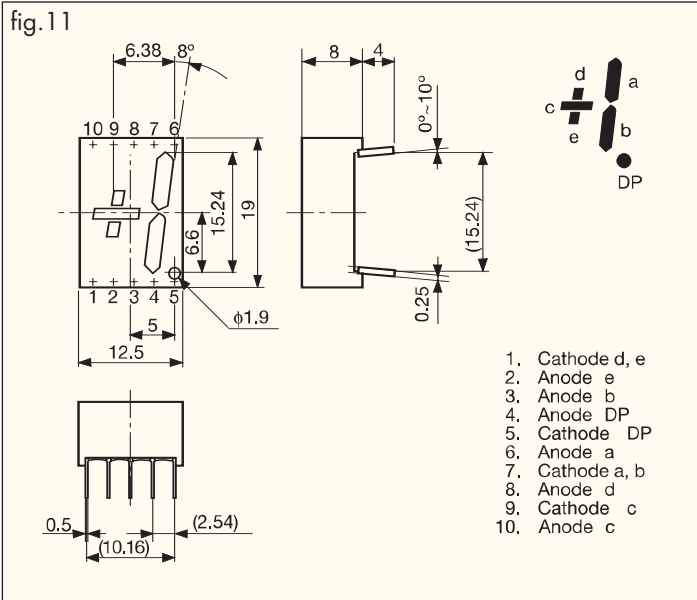 fig.11
6.38 8°
8 4
0°~10°
d
a
c
e
b
DP
10 9 8 7 6
15.24
19
6.6
(15.24)
1 2 3 4 5
0.25
ϕ1.9
5
12.5
1. Cathode d, e
2. Anode e
3. Anode b
4. Anode DP
5. Cathode DP
6. Anode a
7. Cathode a, b
8. Anode d
9. Cathode c
10. Anode c
0.5 (2.54)
(10.16)